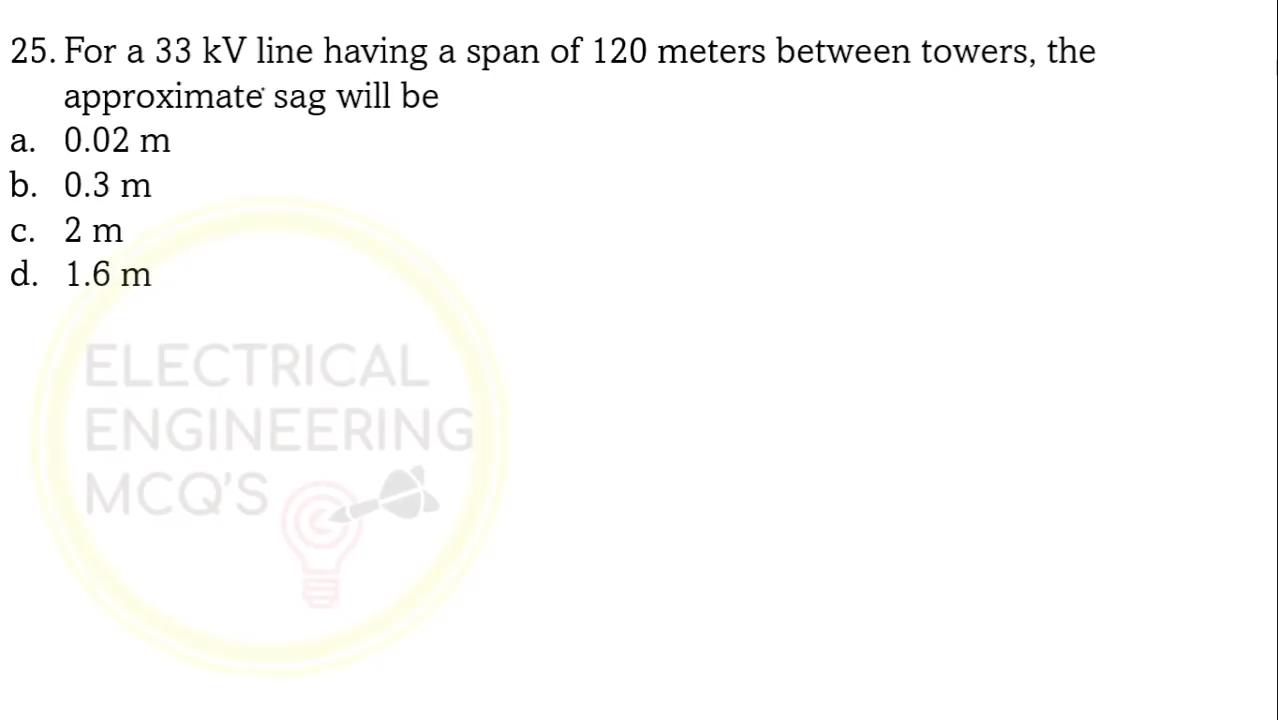 25. For a 33 kV line having a span of 120 meters between towers, the
approximate sag will be
a. 0.02 m
b. 0.3 m
c. 2 m
d. 1.6 m
ELECTRICAL
ENGINEERING
MCQ'S